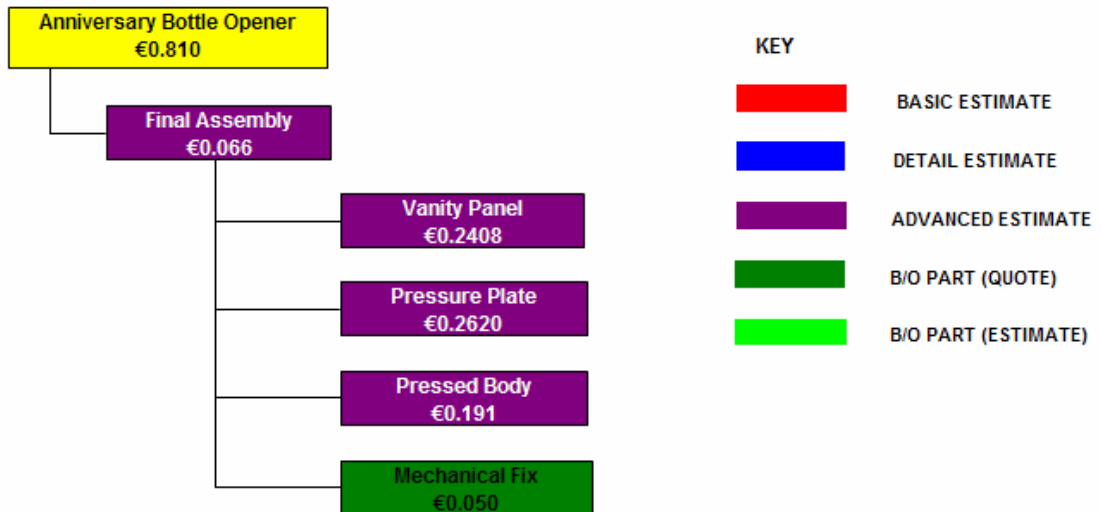 Anniversary Bottle Opener
€0.810
Final Assembly
€0.066
Vanity Panel
€0.2408
Pressure Plate
€0.2620
Pressed Body
€0.191
Mechanical Fix
€0.050
KEY
BASIC ESTIMATE
DETAIL ESTIMATE
ADVANCED ESTIMATE
B/O PART (QUOTE)
B/O PART (ESTIMATE)